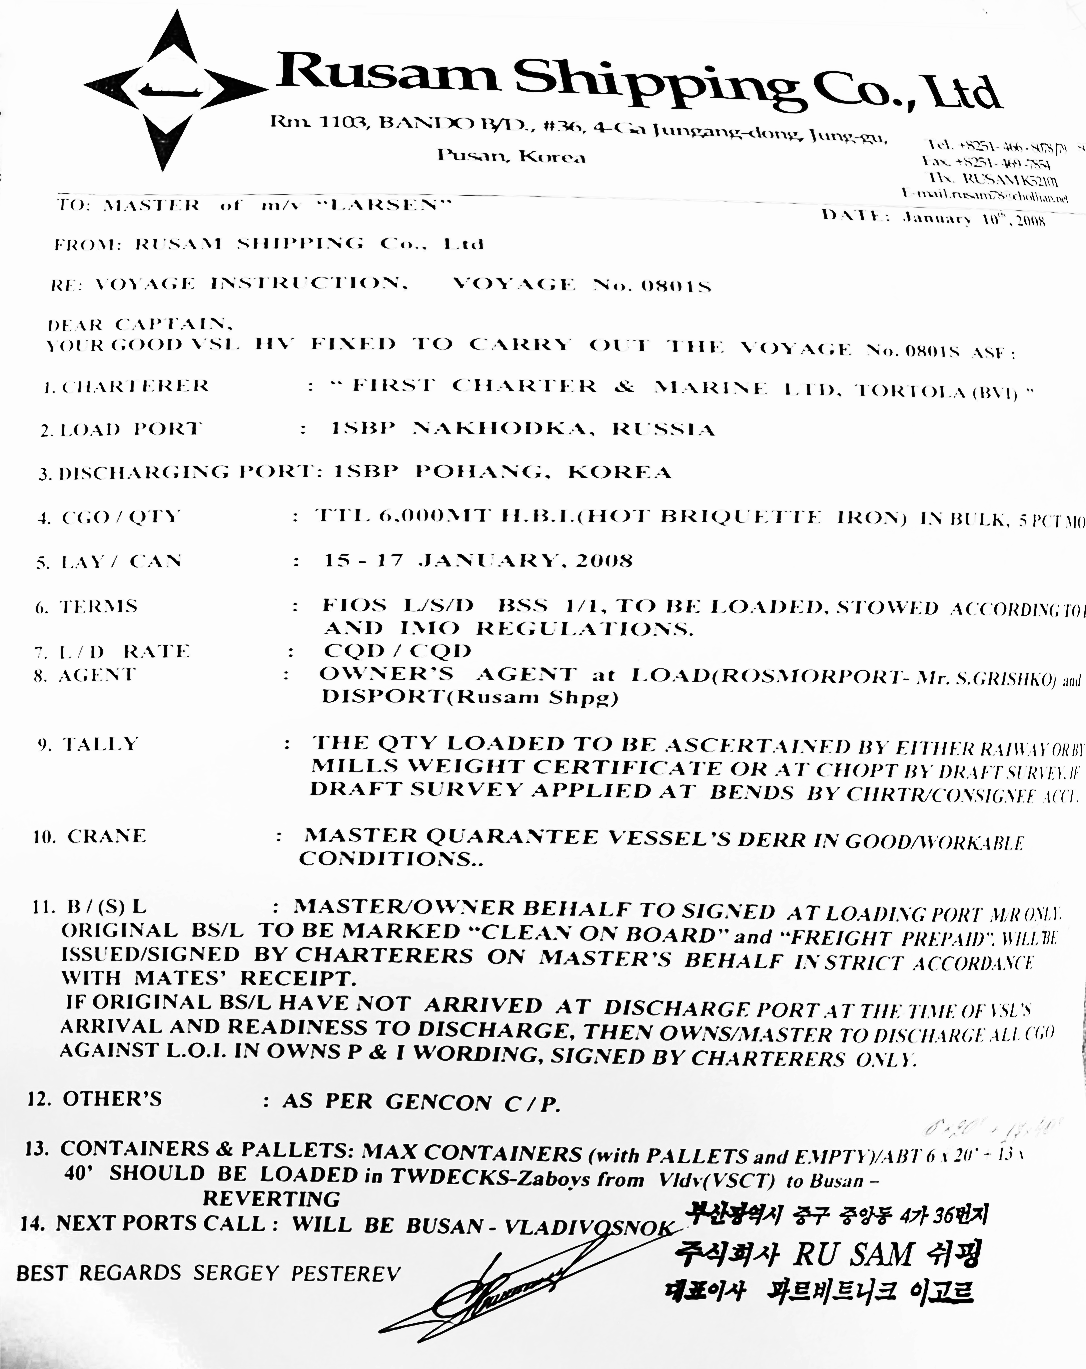 Rusam Shipping Co., Ltd
Rm. 1103, BANDO B/D., #36, 4-Ga Jungang-dong, Jung-gu,
Pusan, Korea
Tel. +8251-466-8078/79
Fax. +8251-469-7854
Tlx. RUSAM K52101
TO: MASTER of m/v "LARSEN"
DATE: January 10th, 2008
FROM: RUSAM SHIPPING Co., Ltd
RE: VOYAGE INSTRUCTION, VOYAGE No. 0801S
DEAR CAPTAIN,
YOUR GOOD VSL HV FIXED TO CARRY OUT THE VOYAGE No. 0801S ASF:
1. CHARTERER : " FIRST CHARTER & MARINE LTD, TORTOLA (BVI) "
2. LOAD PORT : 1SBP NAKHODKA, RUSSIA
3. DISCHARGING PORT: 1SBP POHANG, KOREA
4. CGO / QTY : TTL 6,000MT H.B.I.(HOT BRIQUETTE IRON) IN BULK, 5 PCT MO
5. LAY / CAN : 15 - 17 JANUARY, 2008
6. TERMS : FIOS L/S/D BSS 1/1, TO BE LOADED, STOWED ACCORDING TO
AND IMO REGULATIONS.
7. L / D RATE : CQD / CQD
8. AGENT : OWNER'S AGENT at LOAD(ROSMORPORT- Mr. S.GRISHKO) and
DISPORT(Rusam Shpg)
9. TALLY : THE QTY LOADED TO BE ASCERTAINED BY EITHER RAIWAY OR BY
MILLS WEIGHT CERTIFICATE OR AT CHOPT BY DRAFT SURVEY. IF
DRAFT SURVEY APPLIED AT BENDS BY CHRTR/CONSIGNEE ACCT.
10. CRANE : MASTER QUARANTEE VESSEL'S DERR IN GOOD/WORKABLE
CONDITIONS..
11. B / (S) L : MASTER/OWNER BEHALF TO SIGNED AT LOADING PORT M/R ONLY.
ORIGINAL BS/L TO BE MARKED "CLEAN ON BOARD" and "FREIGHT PREPAID". WILL BE
ISSUED/SIGNED BY CHARTERERS ON MASTER'S BEHALF IN STRICT ACCORDANCE
WITH MATES' RECEIPT.
IF ORIGINAL BS/L HAVE NOT ARRIVED AT DISCHARGE PORT AT THE TIME OF VSL'S
ARRIVAL AND READINESS TO DISCHARGE, THEN OWNS/MASTER TO DISCHARGE ALL CGO
AGAINST L.O.I. IN OWNS P & I WORDING, SIGNED BY CHARTERERS ONLY.
12. OTHER'S : AS PER GENCON C / P.
13. CONTAINERS & PALLETS: MAX CONTAINERS (with PALLETS and EMPTY)/ABT 6 x 20' - 13 x
40' SHOULD BE LOADED in TWDECKS-Zaboys from Vldv(VSCT) to Busan –
REVERTING
14. NEXT PORTS CALL : WILL BE BUSAN - VLADIVOSNOK
부산광역시 중구 중앙동 4가 36번지
주식회사 RU SAM 쉬핑
BEST REGARDS SERGEY PESTEREV
대표이사 파르비트니크 이고르